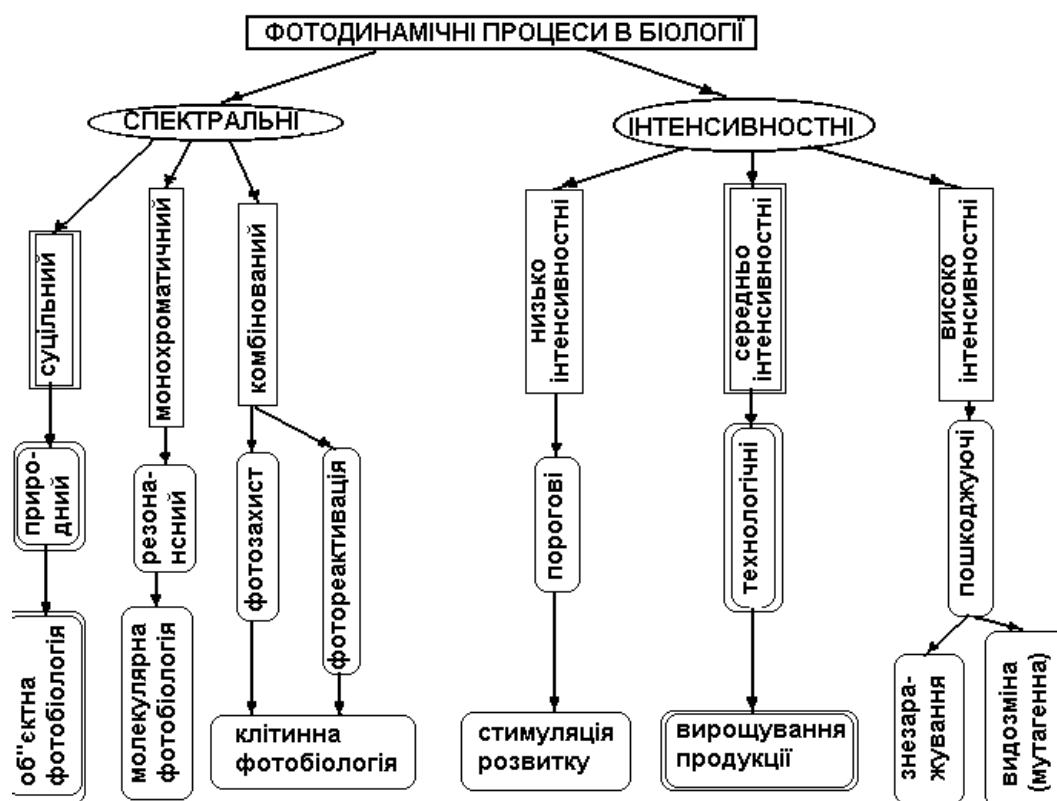 ФОТОДИНАМІЧНІ ПРОЦЕСИ В БІОЛОГІЇ
СПЕКТРАЛЬНІ
ІНТЕНСИВНОСТНІ
суцільний
монохроматичний
комбінований
низько
інтенсивностні
середньо
інтенсивностні
високо
інтенсивностні
приро-
дний
резона-
нсний
фотозахист
фотореактивація
порогові
технологічні
пошкоджуючі
об"єктна
фотобіологія
молекулярна
фотобіологія
клітинна
фотобіологія
стимуляція
розвитку
вирощування
продукції
знезара-
жування
видозміна
(мутагенна)